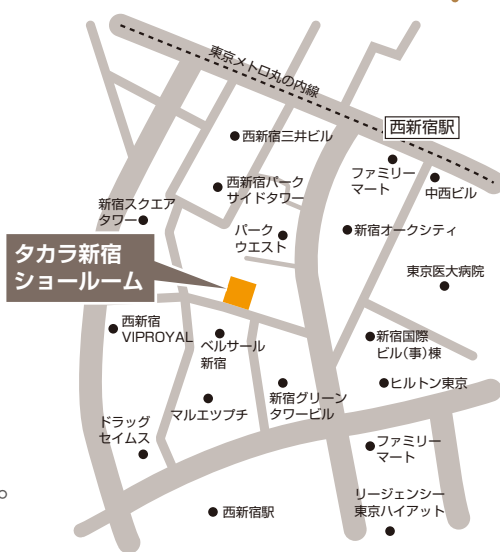 東京メトロ丸の内線
西新宿駅
西新宿三井ビル
ファミリー
マート
中西ビル
西新宿パーク
サイドタワー
新宿スクエア
タワー
パーク
ウエスト
新宿オークシティ
タカラ新宿
ショールーム
東京医大病院
西新宿
VIPROYAL
ベルサール
新宿
新宿国際
ビル(事)棟
ヒルトン東京
新宿グリーン
タワービル
マルエツプチ
ドラッグ
セイムス
ファミリー
マート
リージェンシー
東京ハイアット
西新宿駅